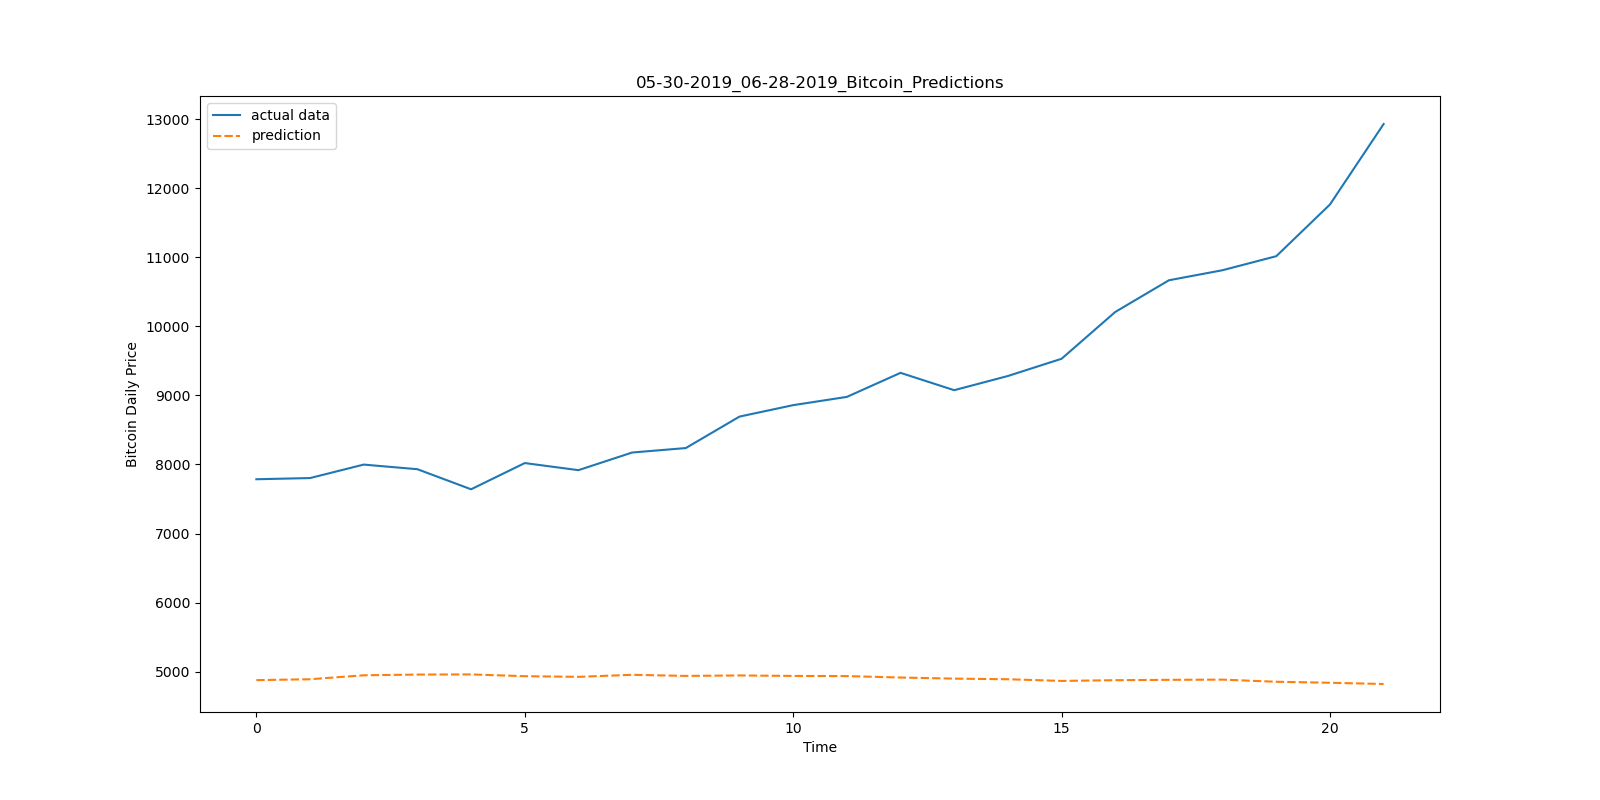 05-30-2019_06-28-2019_Bitcoin_Predictions
actual data
prediction
13000
12000
11000
10000
9000
8000
7000
6000
5000
Bitcoin Daily Price
0 5 10 15 20
Time